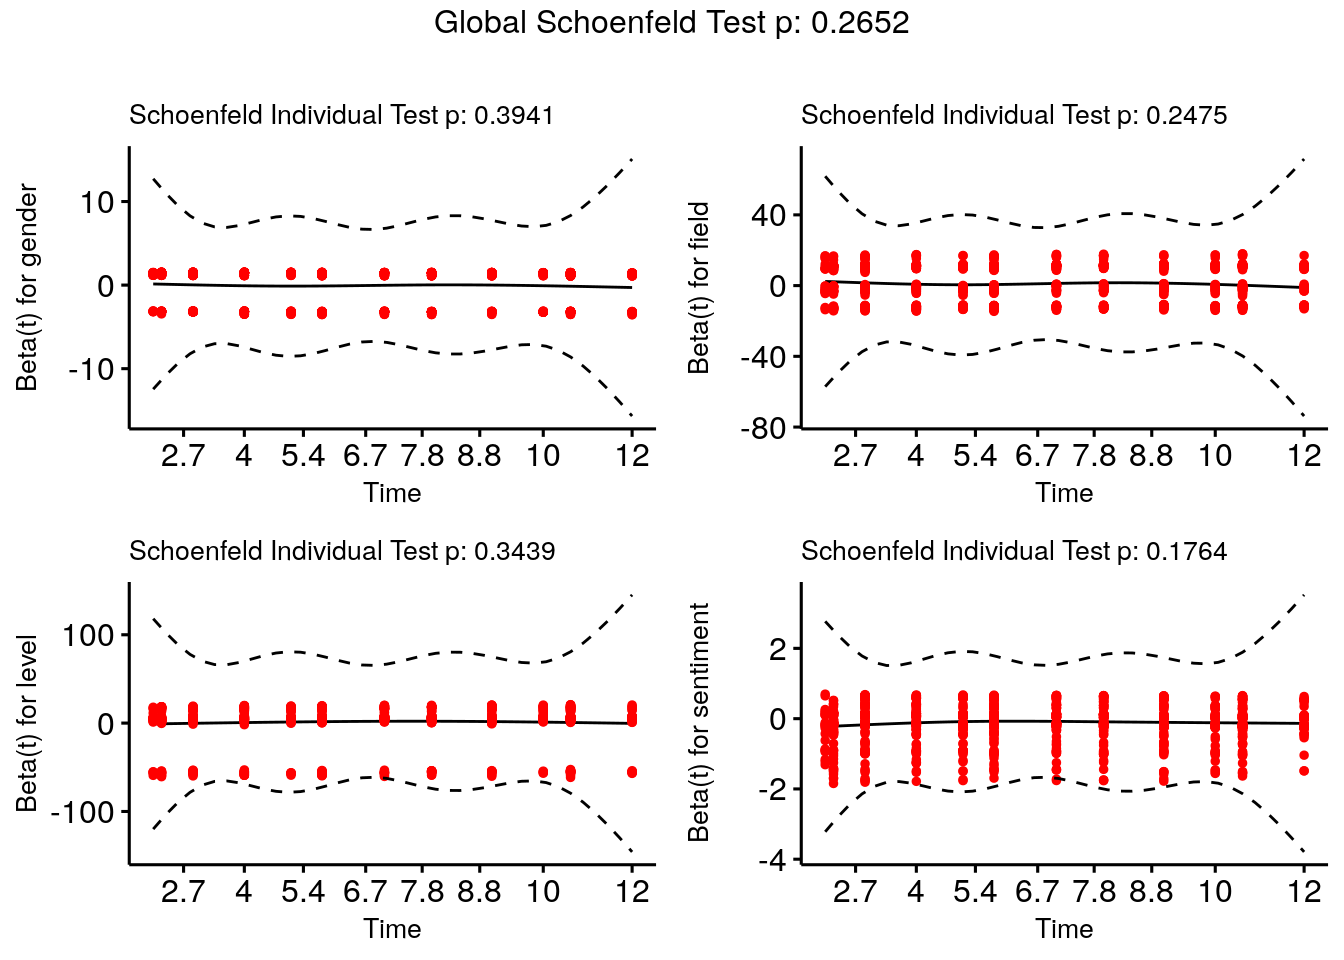 Global Schoenfeld Test p: 0.2652
Schoenfeld Individual Test p: 0.3941
Beta(t) for gender
10
0
-10
2.7 4 5.4 6.7 7.8 8.8 10 12
Time
Schoenfeld Individual Test p: 0.2475
Beta(t) for field
40
0
-40
-80
2.7 4 5.4 6.7 7.8 8.8 10 12
Time
Schoenfeld Individual Test p: 0.3439
Beta(t) for level
100
0
-100
2.7 4 5.4 6.7 7.8 8.8 10 12
Time
Schoenfeld Individual Test p: 0.1764
Beta(t) for sentiment
2
0
-2
-4
2.7 4 5.4 6.7 7.8 8.8 10 12
Time